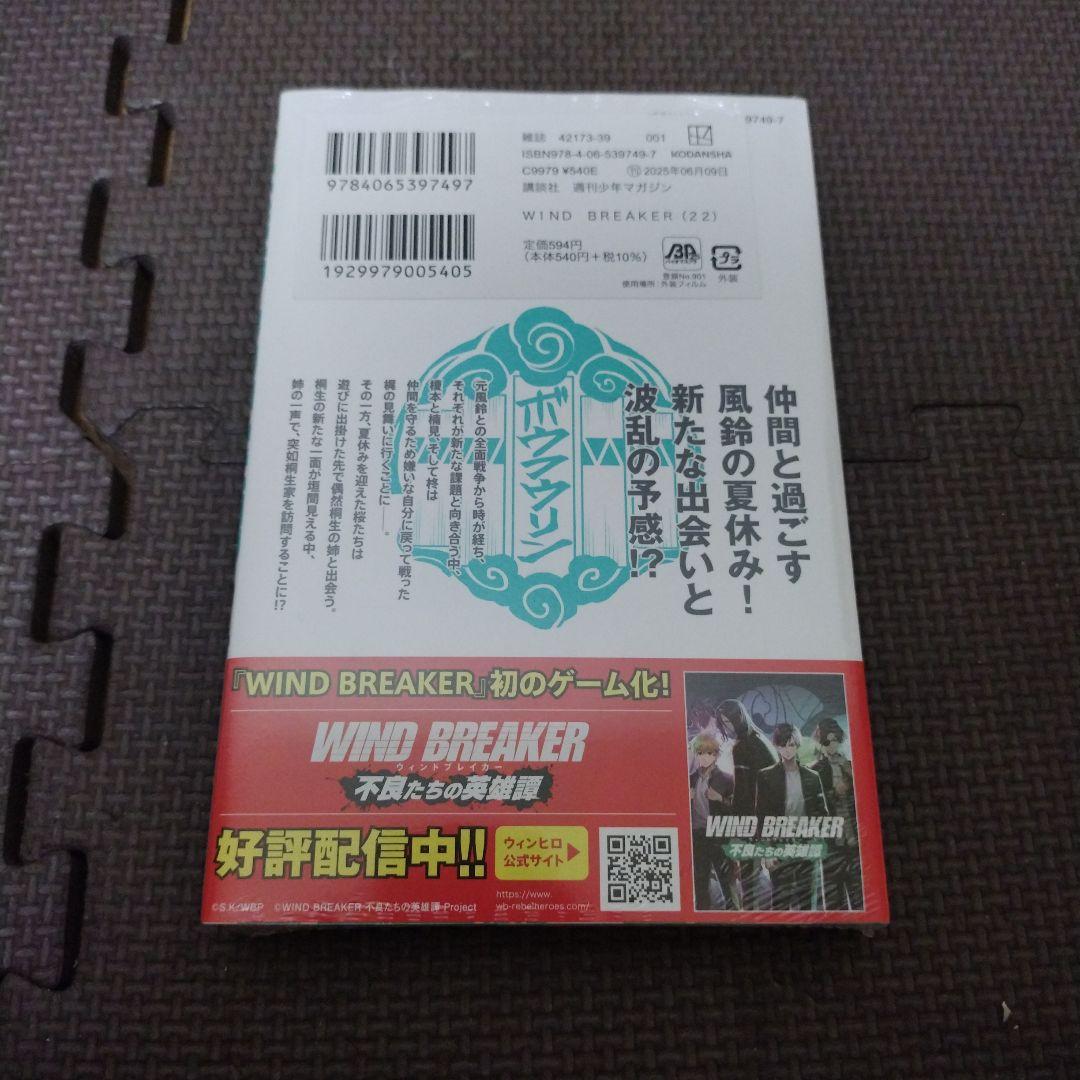 9749-7
9784065397497
雑誌 42173-39 001
ISBN978-4-06-539749-7 KODANSHA
C9979 ¥540E ㊔2025年06月09日
講談社 週刊少年マガジン
1929979005405
WIND BREAKER(22)
定価594円
(本体540円+税10%)
登録No.901
使用場所:外装フィルム
プラ
外装
仲間と過ごす
風鈴の夏休み!
新たな出会いと
波乱の予感!?
ボウフウリン
元風鈴との全面戦争から時が経ち、
それぞれが新たな課題と向き合う中、
榎本と楠見、そして柊は
仲間を守るため嫌いな自分に戻って戦った
梶の見舞いに行くことに――。
その一方、夏休みを迎えた桜たちは
遊びに出掛けた先で偶然桐生の姉と出会う。
桐生の新たな一面が垣間見える中、
姉の一声で、突如桐生家を訪問することに!?
『WIND BREAKER』初のゲーム化!
WIND BREAKER
ウィンドブレイカー
不良たちの英雄譚
好評配信中!!
ウィンヒロ
公式サイト
https://www.
wb-rebelheroes.com/
WIND BREAKER
不良たちの英雄譚
©S.K.・WBP ©WIND BREAKER 不良たちの英雄譚 Project